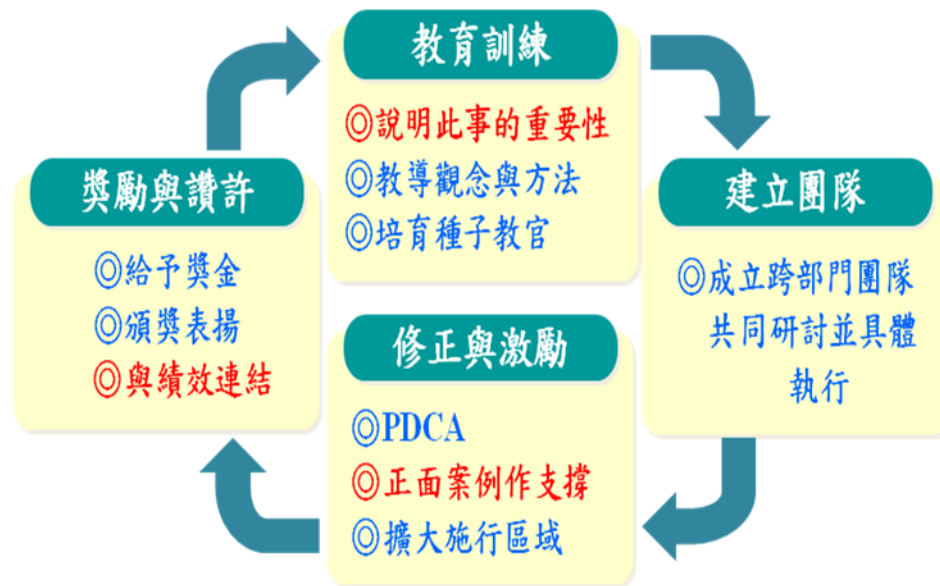 教育訓練
◎說明此事的重要性
◎教導觀念與方法
◎培育種子教官
建立團隊
◎成立跨部門團隊
共同研討並具體
執行
修正與激勵
◎PDCA
◎正面案例作支撐
◎擴大施行區域
獎勵與讚許
◎給予獎金
◎頒獎表揚
◎與績效連結